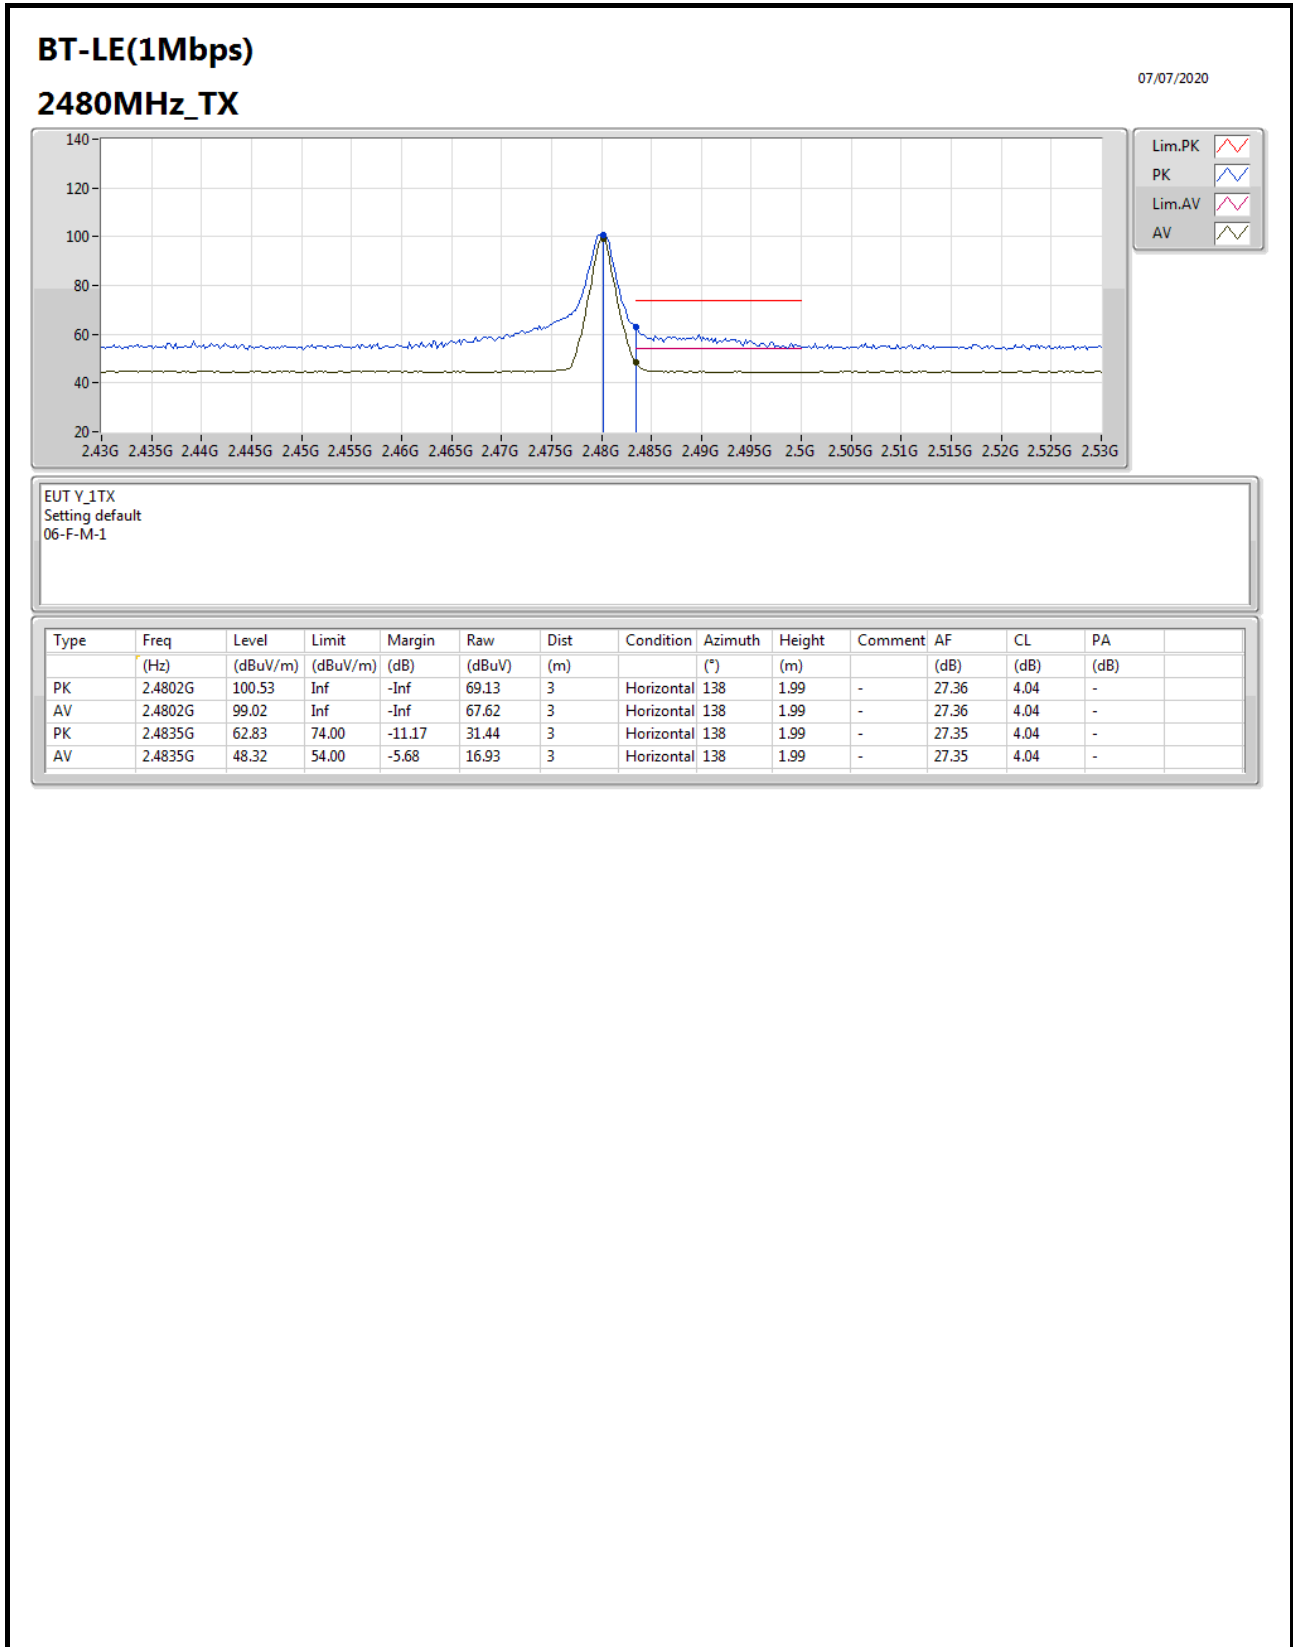 BT-LE(1Mbps)
07/07/2020
2480MHz_TX
140
120
100
80
60
40
20
2.43G 2.435G 2.44G 2.445G 2.45G 2.455G 2.46G 2.465G 2.47G 2.475G 2.48G 2.485G 2.49G 2.495G 2.5G 2.505G 2.51G 2.515G 2.52G 2.525G 2.53G
Lim.PK
PK
Lim.AV
AV
EUT Y_1TX
Setting default
06-F-M-1
Type Freq Level Limit Margin Raw Dist Condition Azimuth Height Comment AF CL PA
(Hz) (dBuV/m) (dBuV/m) (dB) (dBuV) (m) (°) (m) (dB) (dB) (dB)
PK 2.4802G 100.53 Inf -Inf 69.13 3 Horizontal 138 1.99 - 27.36 4.04 -
AV 2.4802G 99.02 Inf -Inf 67.62 3 Horizontal 138 1.99 - 27.36 4.04 -
PK 2.4835G 62.83 74.00 -11.17 31.44 3 Horizontal 138 1.99 - 27.35 4.04 -
AV 2.4835G 48.32 54.00 -5.68 16.93 3 Horizontal 138 1.99 - 27.35 4.04 -